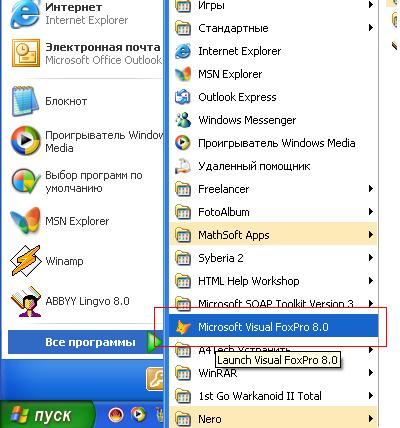 Интернет
Internet Explorer
Электронная почта
Microsoft Office Outlook
Блокнот
Проигрыватель Window
Media
Выбор программ по
умолчанию
MSN Explorer
Winamp
ABBYY Lingvo 8.0
Все программы
пуск
Игры
Стандартные
Internet Explorer
MSN Explorer
Outlook Express
Windows Messenger
Проигрыватель Windows Media
Удаленный помощник
Freelancer
FotoAlbum
MathSoft Apps
Syberia 2
HTML Help Workshop
Microsoft SOAP Toolkit Version 3
Microsoft Visual FoxPro 8.0
A4Tech Устранить
Launch Visual FoxPro 8.0
WinRAR
1st Go Warkanoid II Total
Nero